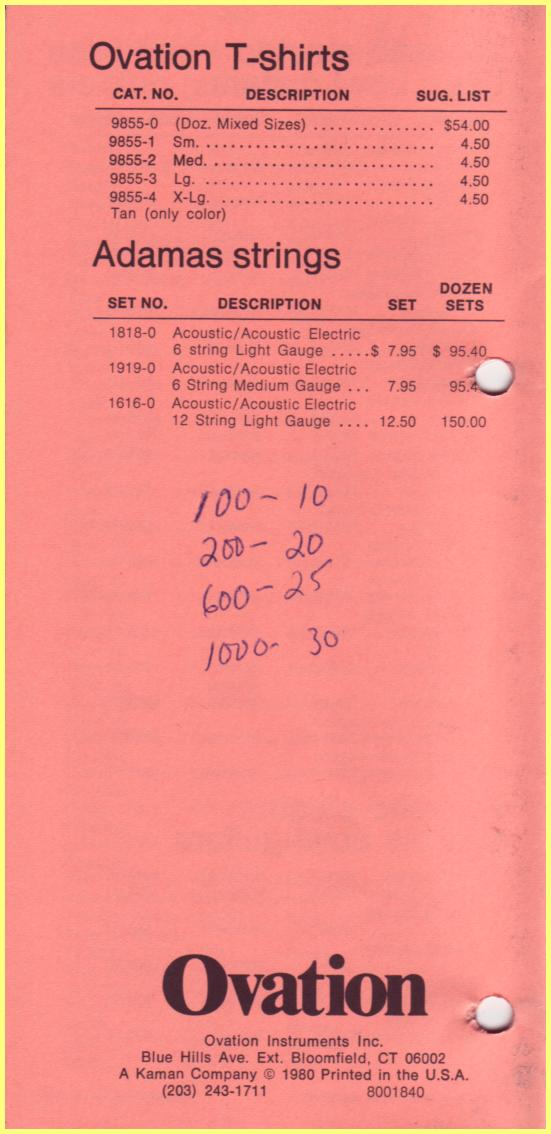 Ovation T-shirts
CAT. NO. DESCRIPTION SUG. LIST
9855-0 (Doz. Mixed Sizes) ............... $54.00
9855-1 Sm. ............................. 4.50
9855-2 Med. ............................ 4.50
9855-3 Lg. ............................. 4.50
9855-4 X-Lg. ........................... 4.50
Tan (only color)
Adamas strings
DOZEN
SET NO. DESCRIPTION SET SETS
1818-0 Acoustic/Acoustic Electric
6 string Light Gauge .....$ 7.95 $ 95.40
1919-0 Acoustic/Acoustic Electric
6 String Medium Gauge ... 7.95 95.4
1616-0 Acoustic/Acoustic Electric
12 String Light Gauge .... 12.50 150.00
100 - 10
200 - 20
600 - 25
1000 - 30
Ovation
Ovation Instruments Inc.
Blue Hills Ave. Ext. Bloomfield, CT 06002
A Kaman Company © 1980 Printed in the U.S.A.
(203) 243-1711 8001840